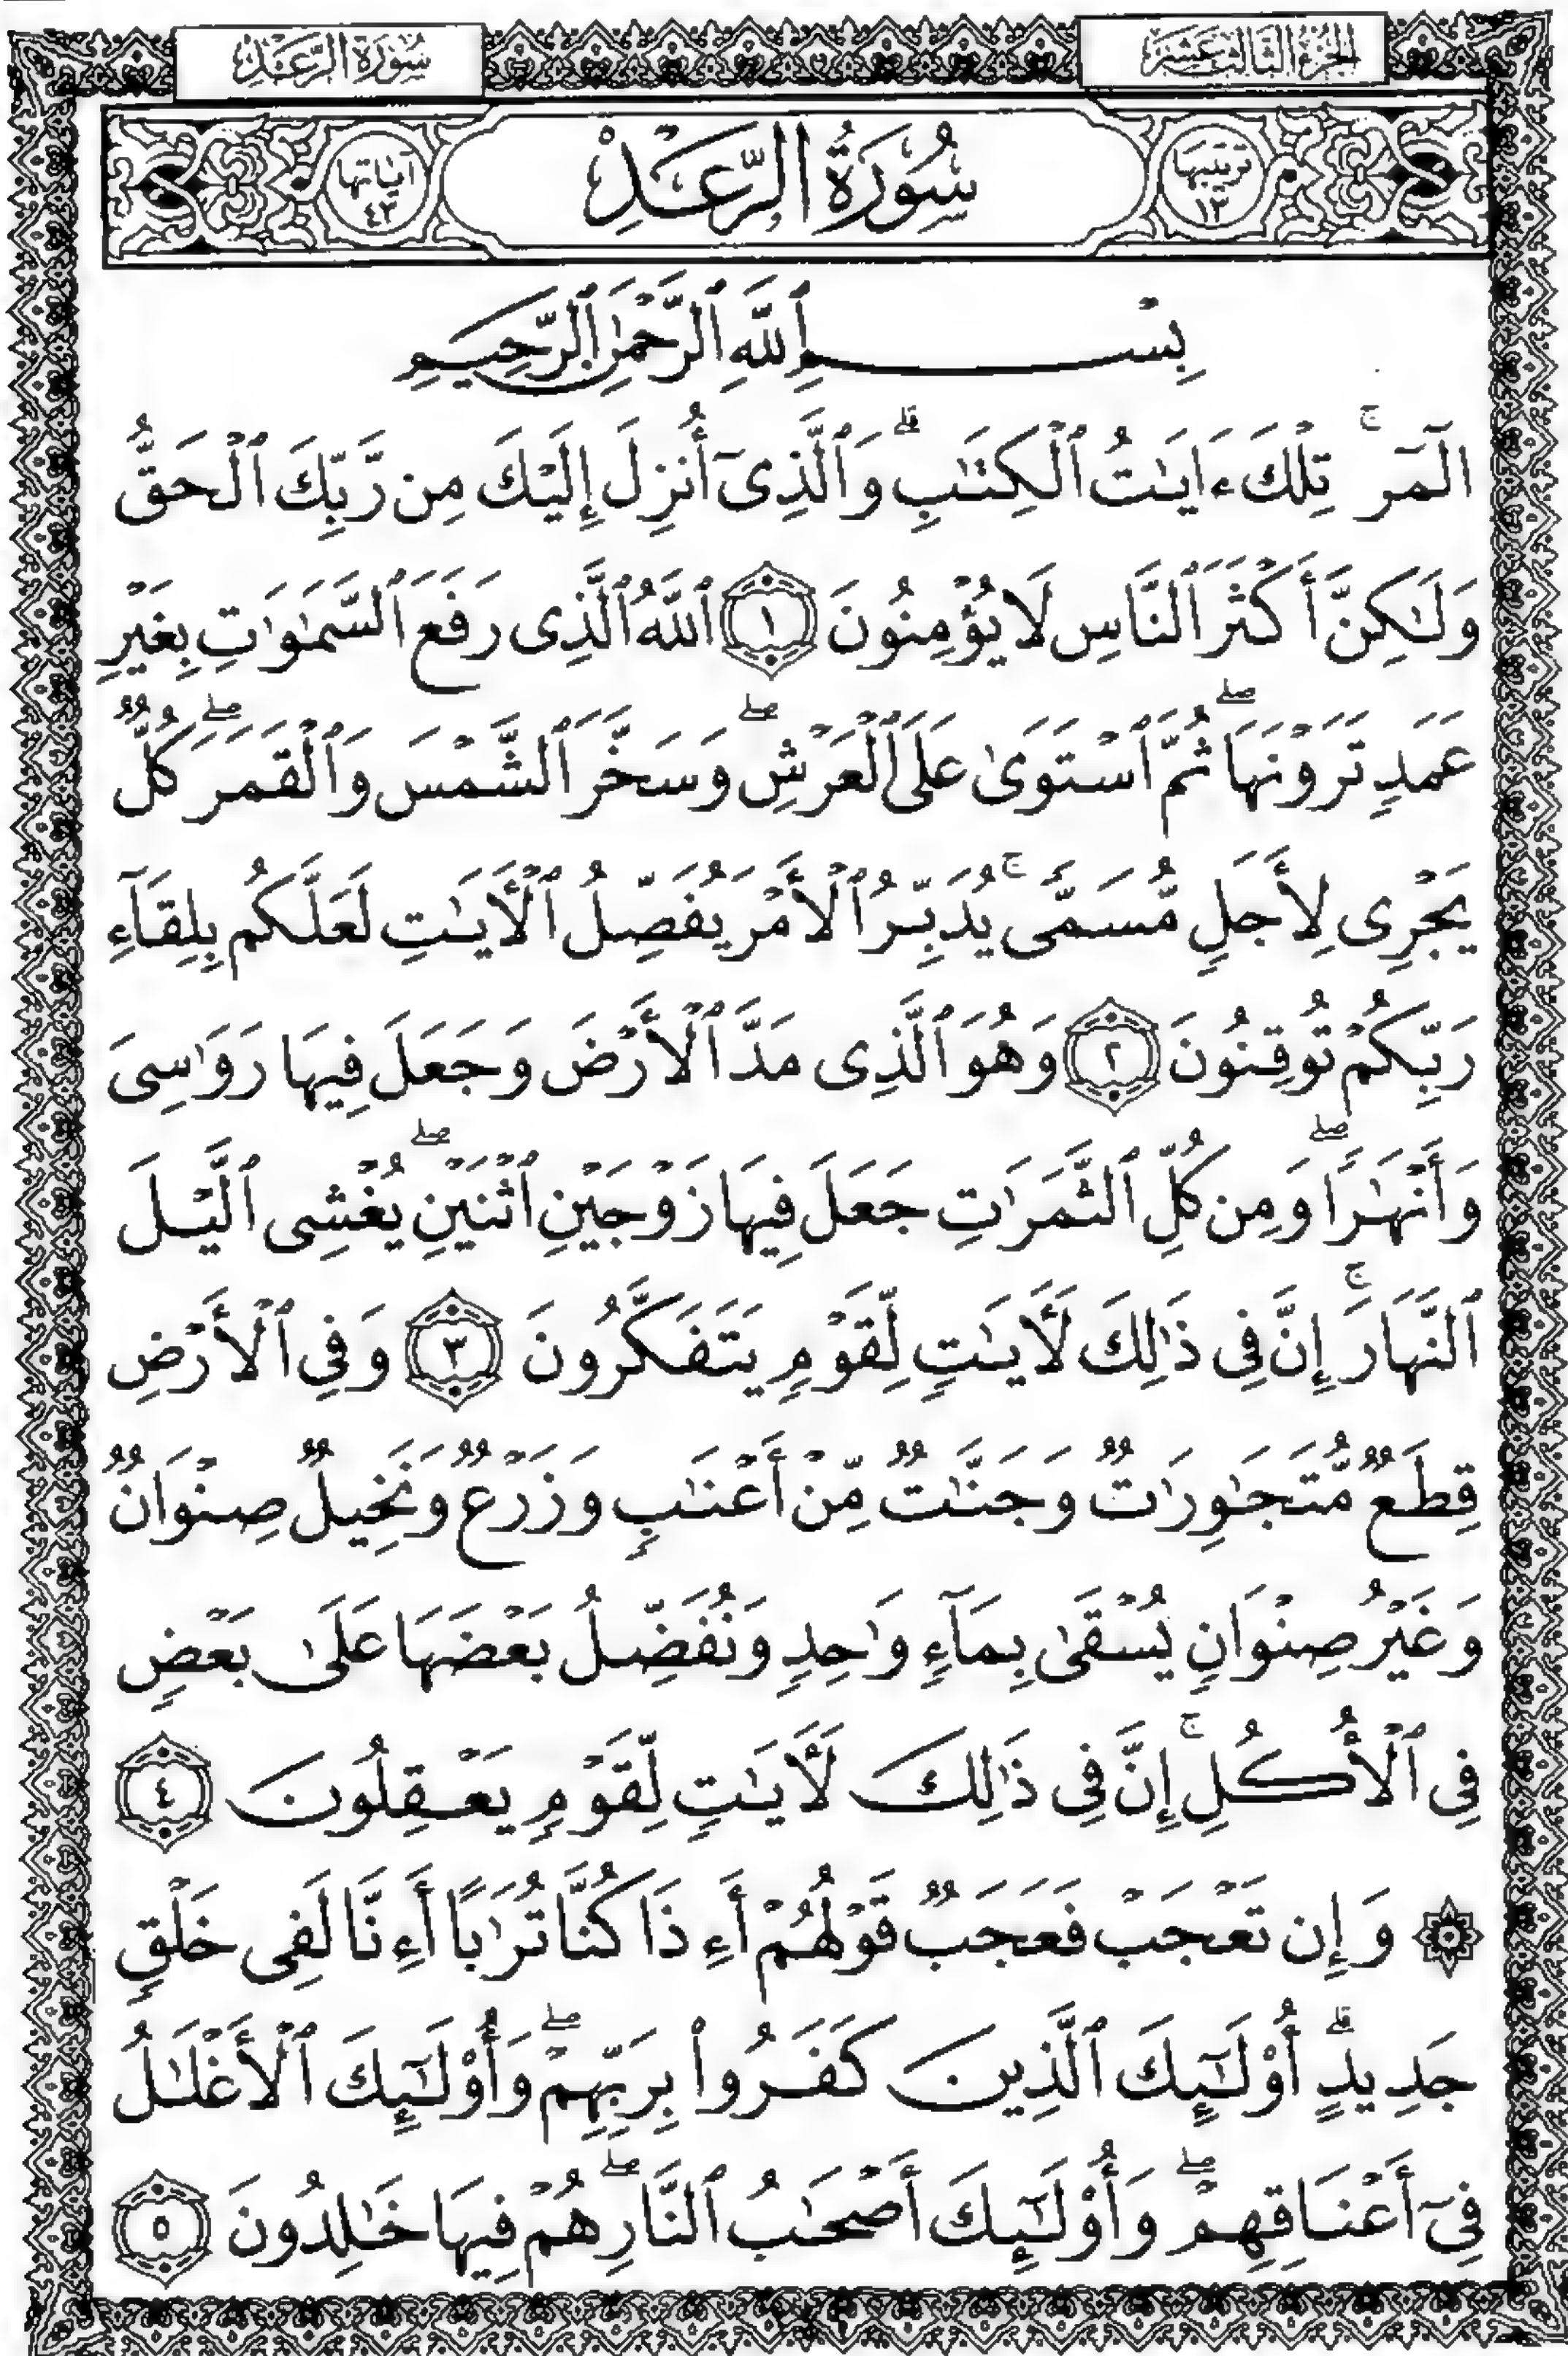 الجزء الثالث عشر
سُورَةُ الرَّعْدِ
ترتيبها ١٣
سُورَةُ الرَّعْدِ
آياتها ٤٣
بِسْمِ ٱللَّهِ ٱلرَّحْمَٰنِ ٱلرَّحِيمِ
الٓمٓرۚ تِلْكَ ءَايَٰتُ ٱلْكِتَٰبِۗ وَٱلَّذِىٓ أُنزِلَ إِلَيْكَ مِن رَّبِّكَ ٱلْحَقُّ
وَلَٰكِنَّ أَكْثَرَ ٱلنَّاسِ لَا يُؤْمِنُونَ ١ ٱللَّهُ ٱلَّذِى رَفَعَ ٱلسَّمَٰوَٰتِ بِغَيْرِ
عَمَدٍ تَرَوْنَهَاۖ ثُمَّ ٱسْتَوَىٰ عَلَى ٱلْعَرْشِۖ وَسَخَّرَ ٱلشَّمْسَ وَٱلْقَمَرَۖ كُلٌّ
يَجْرِى لِأَجَلٍ مُّسَمًّىۚ يُدَبِّرُ ٱلْأَمْرَ يُفَصِّلُ ٱلْأَيَٰتِ لَعَلَّكُم بِلِقَآءِ
رَبِّكُمْ تُوقِنُونَ ٢ وَهُوَ ٱلَّذِى مَدَّ ٱلْأَرْضَ وَجَعَلَ فِيهَا رَوَٰسِىَ
وَأَنْهَٰرًاۖ وَمِن كُلِّ ٱلثَّمَرَٰتِ جَعَلَ فِيهَا زَوْجَيْنِ ٱثْنَيْنِۖ يُغْشِى ٱلَّيْلَ
ٱلنَّهَارَۚ إِنَّ فِى ذَٰلِكَ لَأَيَٰتٍ لِّقَوْمٍ يَتَفَكَّرُونَ ٣ وَفِى ٱلْأَرْضِ
قِطَعٌ مُّتَجَٰوِرَٰتٌ وَجَنَّٰتٌ مِّنْ أَعْنَٰبٍ وَزَرْعٌ وَنَخِيلٌ صِنْوَانٌ
وَغَيْرُ صِنْوَانٍ يُسْقَىٰ بِمَآءٍ وَٰحِدٍ وَنُفَضِّلُ بَعْضَهَا عَلَىٰ بَعْضٍ
فِى ٱلْأُكُلِۚ إِنَّ فِى ذَٰلِكَ لَأَيَٰتٍ لِّقَوْمٍ يَعْقِلُونَ ٤
۞ وَإِن تَعْجَبْ فَعَجَبٌ قَوْلُهُمْ أَءِذَا كُنَّا تُرَٰبًا أَءِنَّا لَفِى خَلْقٍ
جَدِيدٍۗ أُوْلَٰٓئِكَ ٱلَّذِينَ كَفَرُواْ بِرَبِّهِمْۖ وَأُوْلَٰٓئِكَ ٱلْأَغْلَٰلُ
فِىٓ أَعْنَاقِهِمْۖ وَأُوْلَٰٓئِكَ أَصْحَٰبُ ٱلنَّارِۖ هُمْ فِيهَا خَٰلِدُونَ ٥